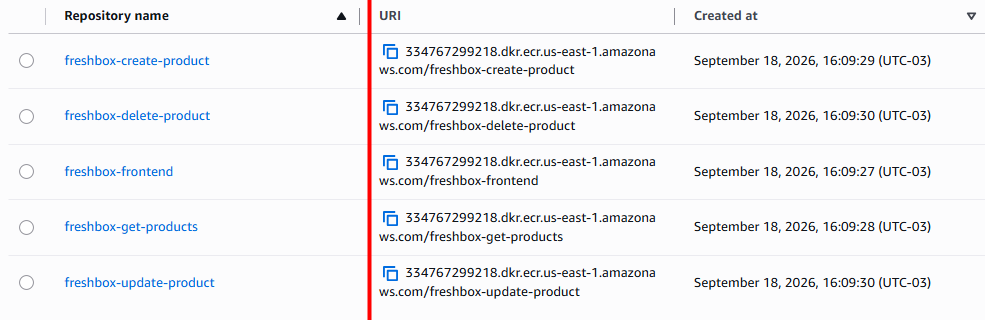 Repository name URI Created at
freshbox-create-product 334767299218.dkr.ecr.us-east-1.amazona September 18, 2026, 16:09:29 (UTC-03)
ws.com/freshbox-create-product
freshbox-delete-product 334767299218.dkr.ecr.us-east-1.amazona September 18, 2026, 16:09:30 (UTC-03)
ws.com/freshbox-delete-product
freshbox-frontend 334767299218.dkr.ecr.us-east-1.amazona September 18, 2026, 16:09:27 (UTC-03)
ws.com/freshbox-frontend
freshbox-get-products 334767299218.dkr.ecr.us-east-1.amazona September 18, 2026, 16:09:28 (UTC-03)
ws.com/freshbox-get-products
freshbox-update-product 334767299218.dkr.ecr.us-east-1.amazona September 18, 2026, 16:09:30 (UTC-03)
ws.com/freshbox-update-product